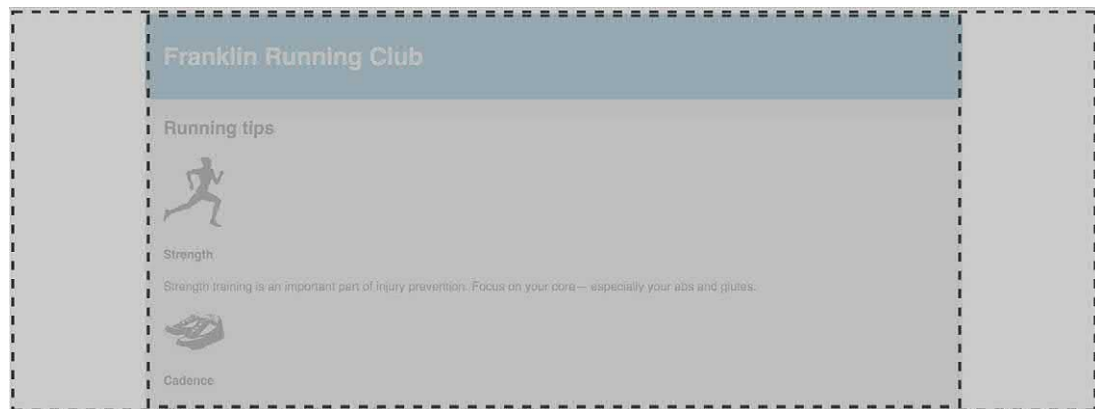 Franklin Running Club
Running tips
Strength
Strength training is an important part of injury prevention. Focus on your core— especially your abs and glutes.
Cadence